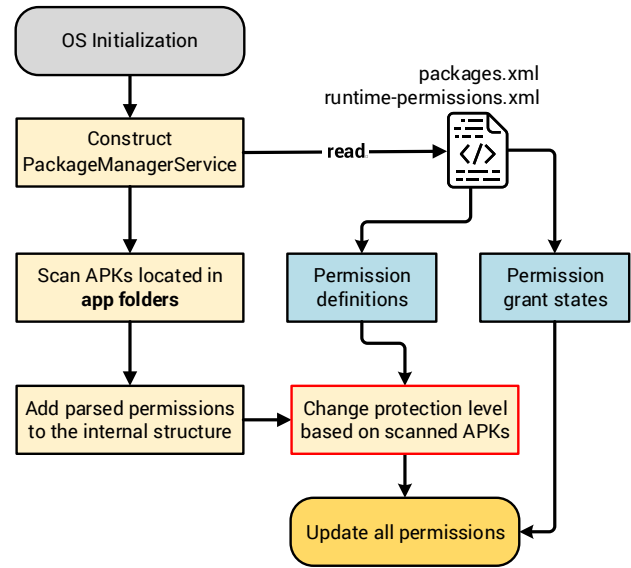 OS Initialization
packages.xml
runtime-permissions.xml
Construct
PackageManagerService
read
</>
Scan APKs located in
app folders
Permission
definitions
Permission
grant states
Add parsed permissions
to the internal structure
Change protection level
based on scanned APKs
Update all permissions